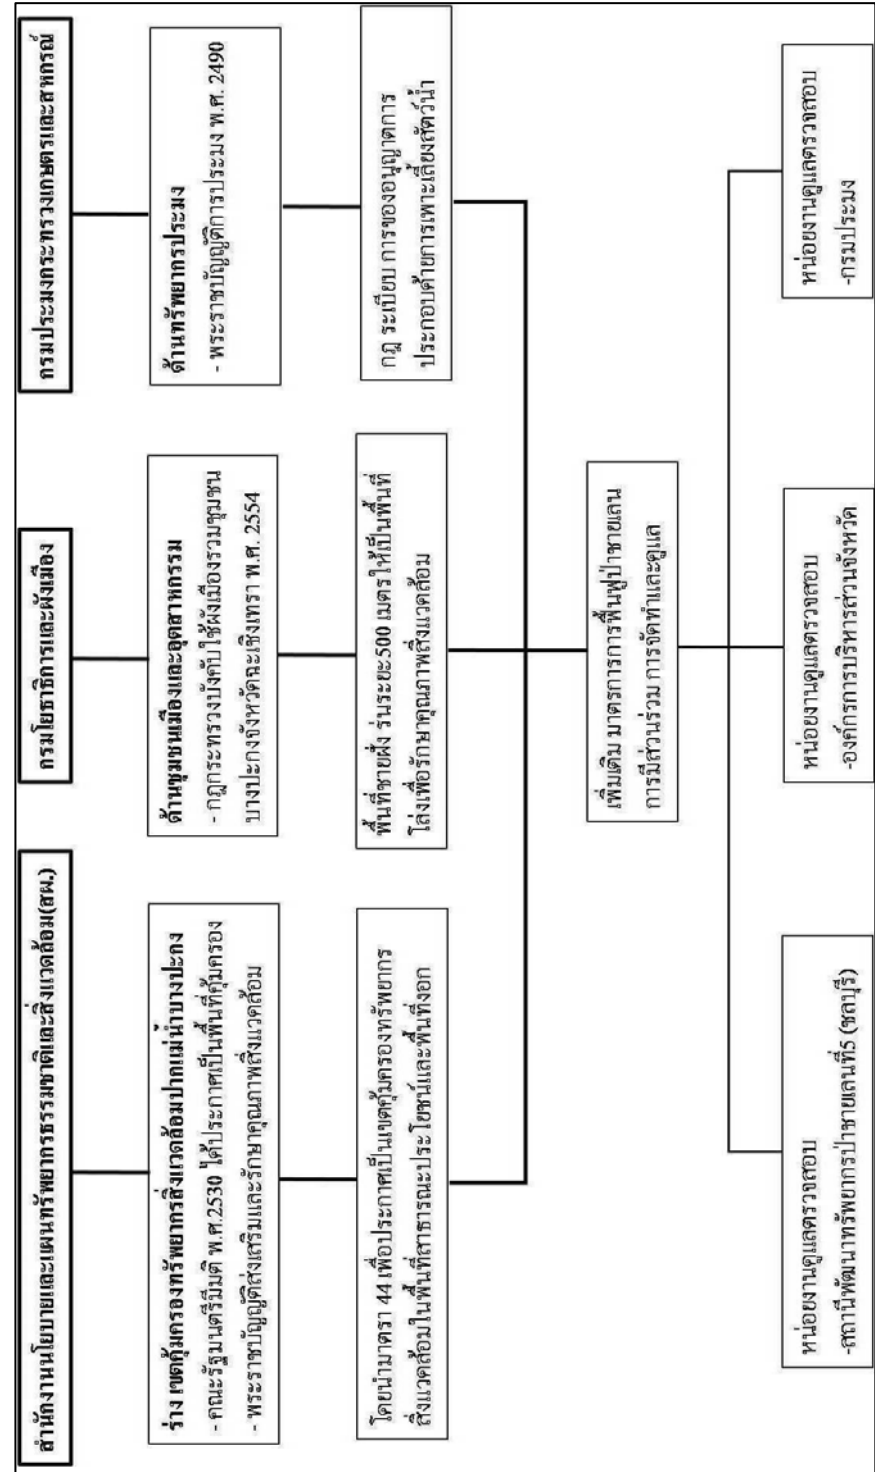 สำนักงานนโยบายและแผนทรัพยากรธรรมชาติและสิ่งแวดล้อม(สผ.)
กรมโยธาธิการและผังเมือง
กรมประมงกระทรวงเกษตรและสหกรณ์
ร่าง เขตคุ้มครองทรัพยากรสิ่งแวดล้อมปากแม่น้ำบางปะกง
- คณะรัฐมนตรีมีมติ พ.ศ.2530 ได้ประกาศเป็นพื้นที่คุ้มครอง
- พระราชบัญญัติส่งเสริมและรักษาคุณภาพสิ่งแวดล้อม
ด้านชุมชนเมืองและอุตสาหกรรม
- กฎกระทรวงบังคับใช้ผังเมืองรวมชุมชน
บางปะกงจังหวัดฉะเชิงเทรา พ.ศ. 2554
ด้านทรัพยากรประมง
- พระราชบัญญัติการประมง พ.ศ. 2490
โดยนำมาตรา 44 เพื่อประกาศเป็นเขตคุ้มครองทรัพยากร
สิ่งแวดล้อมในพื้นที่สาธารณะประโยชน์และพื้นที่งอก
พื้นที่ชายฝั่ง ร่นระยะ500 เมตร ให้เป็นพื้นที่
โล่งเพื่อรักษาคุณภาพสิ่งแวดล้อม
กฎ ระเบียบ การขออนุญาตการ
ประกอบด้ายการเพาะเลี้ยงสัตว์น้ำ
เพิ่มเติม มาตรการการฟื้นฟูป่าชายเลน
การมีส่วนร่วม การจัดทำและดูแล
หน่อยงานดูแลตรวจสอบ
-สถานีพัฒนาทรัพยากรป่าชายเลนที่5 (ชลบุรี)
หน่อยงานดูแลตรวจสอบ
-องค์กรการบริหารส่วนจังหวัด
หน่อยงานดูแลตรวจสอบ
-กรมประมง